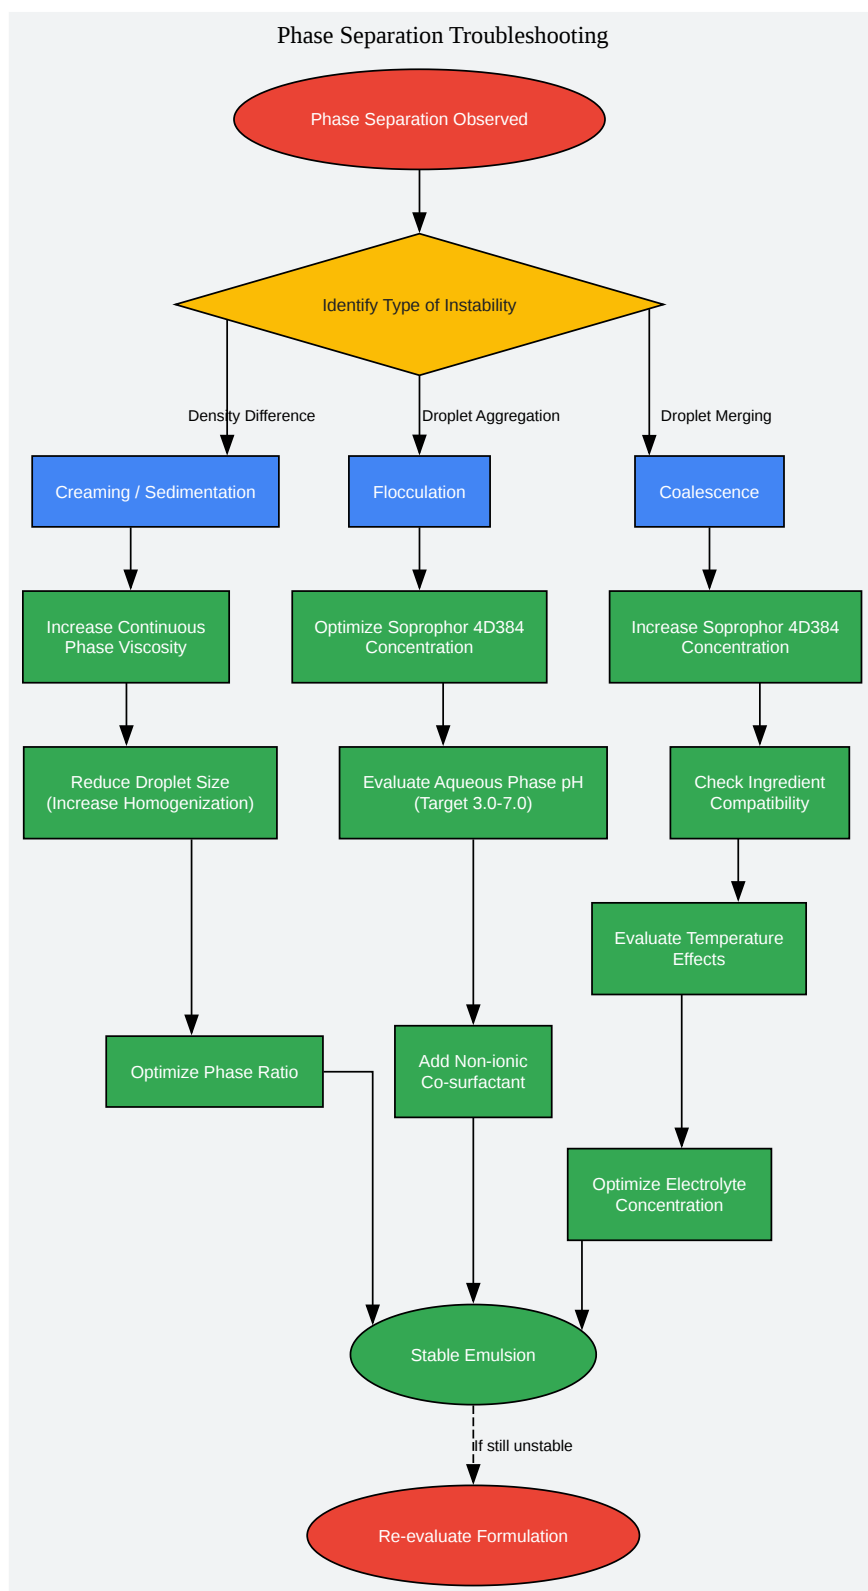 Phase Separation Troubleshooting
Phase Separation Observed
Identify Type of Instability
Density Difference
Droplet Aggregation
Droplet Merging
Creaming / Sedimentation
Flocculation
Coalescence
Increase Continuous
Phase Viscosity
Optimize Soprophor 4D384
Concentration
Increase Soprophor 4D384
Concentration
Reduce Droplet Size
(Increase Homogenization)
Evaluate Aqueous Phase pH
(Target 3.0-7.0)
Check Ingredient
Compatibility
Evaluate Temperature
Effects
Optimize Phase Ratio
Add Non-ionic
Co-surfactant
Optimize Electrolyte
Concentration
Stable Emulsion
If still unstable
Re-evaluate Formulation